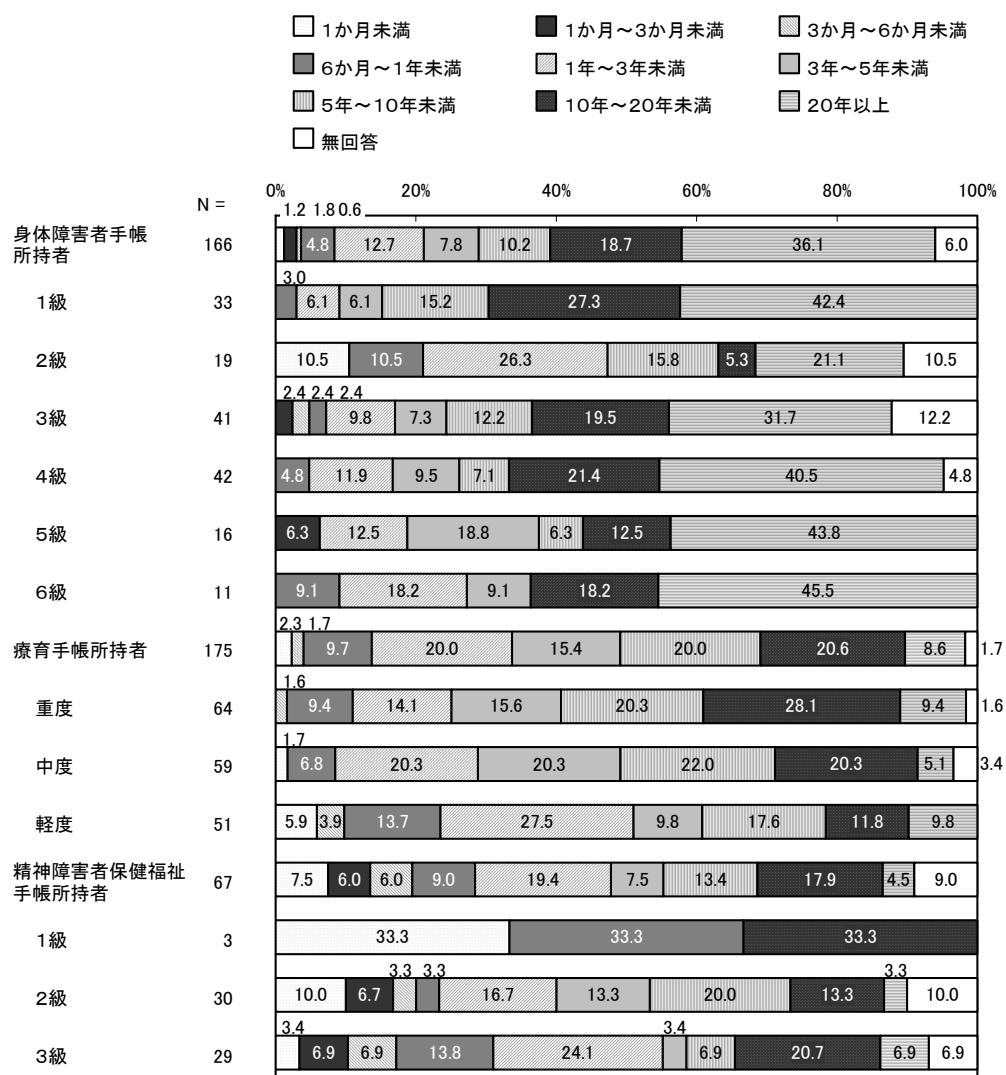 1か月未満 1か月~3か月未満 3か月~6か月未満
6か月~1年未満 1年~3年未満 3年~5年未満
5年~10年未満 10年~20年未満 20年以上
無回答
0% 20% 40% 60% 80% 100%
N =
1.2 1.8 0.6
身体障害者手帳
所持者 166 4.8 12.7 7.8 10.2 18.7 36.1 6.0
3.0
1級 33 6.1 6.1 15.2 27.3 42.4
2級 19 10.5 10.5 26.3 15.8 5.3 21.1 10.5
2.4 2.4 2.4
3級 41 9.8 7.3 12.2 19.5 31.7 12.2
4級 42 4.8 11.9 9.5 7.1 21.4 40.5 4.8
5級 16 6.3 12.5 18.8 6.3 12.5 43.8
6級 11 9.1 18.2 9.1 18.2 45.5
2.3 1.7
療育手帳所持者 175 9.7 20.0 15.4 20.0 20.6 8.6 1.7
1.6
重度 64 9.4 14.1 15.6 20.3 28.1 9.4 1.6
1.7
中度 59 6.8 20.3 20.3 22.0 20.3 5.1 3.4
軽度 51 5.9 3.9 13.7 27.5 9.8 17.6 11.8 9.8
精神障害者保健福祉
手帳所持者 67 7.5 6.0 6.0 9.0 19.4 7.5 13.4 17.9 4.5 9.0
1級 3 33.3 33.3 33.3
3.3 3.3 3.3
2級 30 10.0 6.7 16.7 13.3 20.0 13.3 10.0
3.4 3.4
3級 29 6.9 6.9 13.8 24.1 6.9 20.7 6.9 6.9